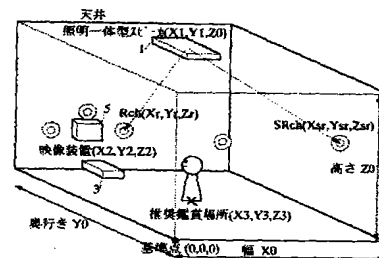 天井
照明一体型スピーカ(X1,Y1,Z0)
1
Rch(Xr,Yr,Zr)
SRch(Xsr,Ysr,Zsr)
5
映像装置(X2,Y2,Z2)
高さ Z0
3
推奨鑑賞場所(X3,Y3,Z3)
奥行き Y0
基準点 (0,0,0) 幅 X0